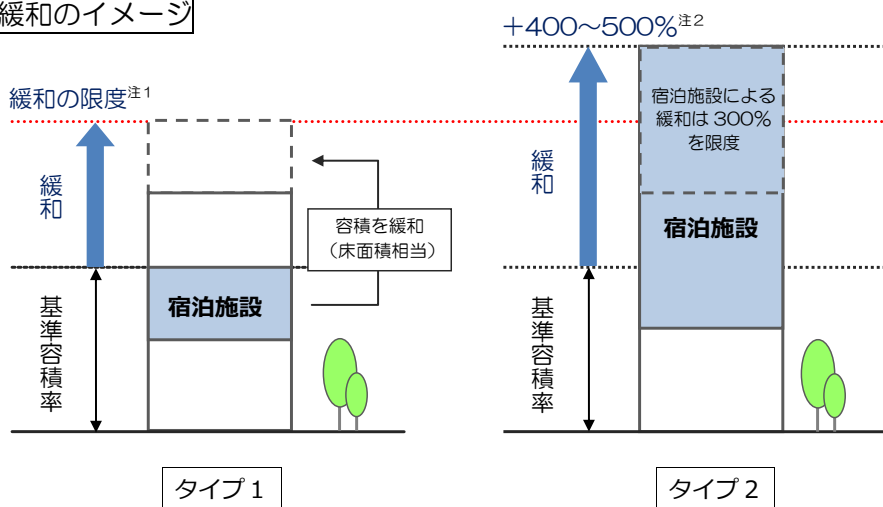 緩和のイメージ
緩和の限度注1
緩和
基準容積率
宿泊施設
容積を緩和
（床面積相当）
タイプ1
+400～500%注2
緩和
基準容積率
宿泊施設による
緩和は300%
を限度
宿泊施設
タイプ2